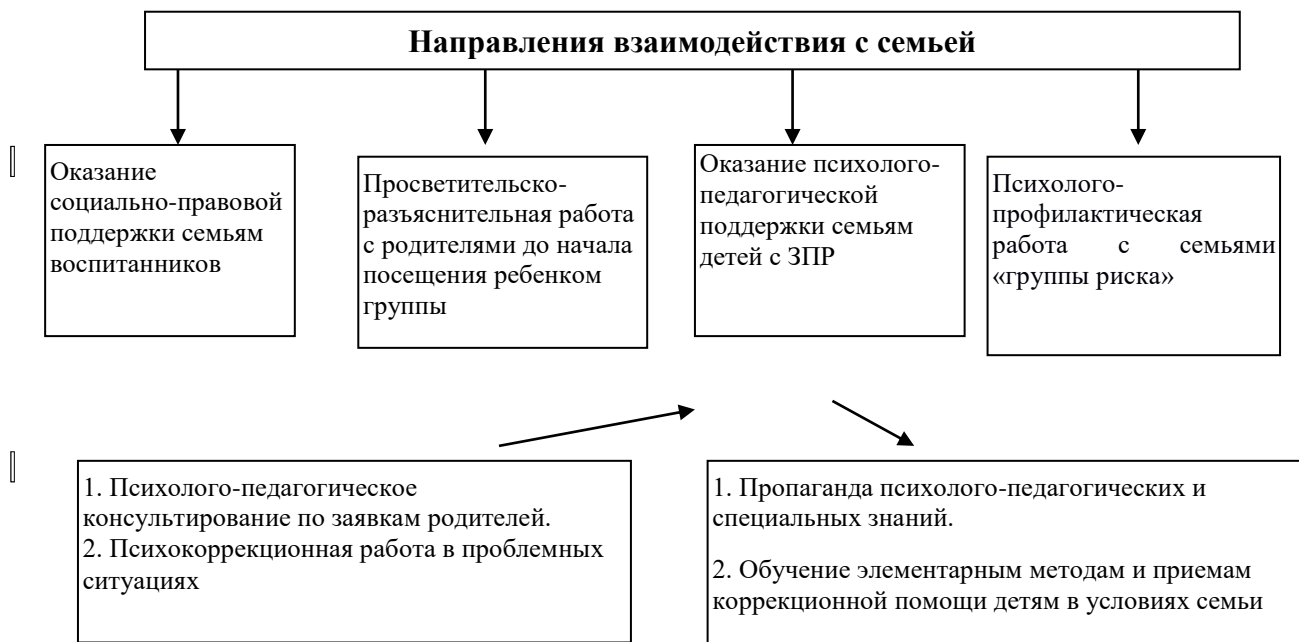 Направления взаимодействия с семьей
Оказание
социально-правовой
поддержки семьям
воспитанников
Просветительско-
разъяснительная работа
с родителями до начала
посещения ребенком
группы
Оказание психолого-
педагогической
поддержки семьям
детей с ЗПР
Психолого-
профилактическая
работа с семьями
«группы риска»
1. Психолого-педагогическое
консультирование по заявкам родителей.
2. Психокоррекционная работа в проблемных
ситуациях
1. Пропаганда психолого-педагогических и
специальных знаний.
2. Обучение элементарным методам и приемам
коррекционной помощи детям в условиях семьи